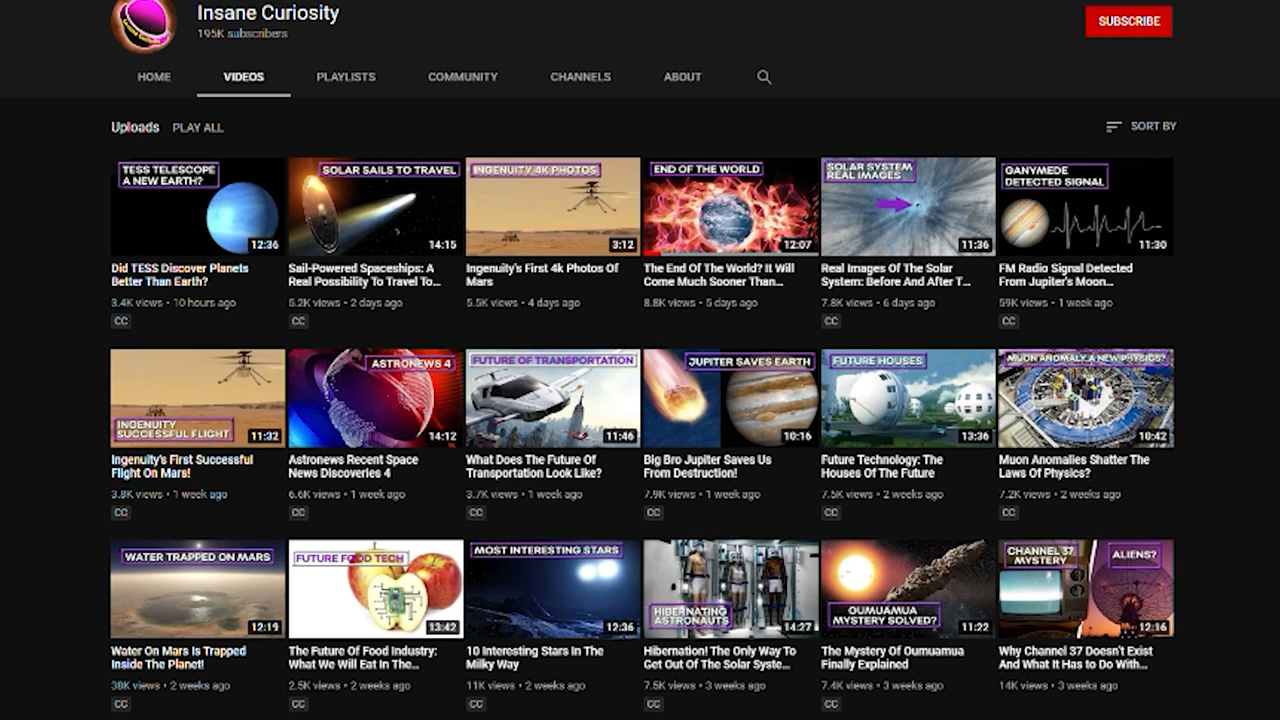 Insane Curiosity
195K subscribers
SUBSCRIBE
HOME VIDEOS PLAYLISTS COMMUNITY CHANNELS ABOUT
Uploads PLAY ALL SORT BY
TESS TELESCOPE
A NEW EARTH?
12:36
SOLAR SAILS TO TRAVEL
14:15
INGENUITY 4K PHOTOS
3:12
END OF THE WORLD
12:07
SOLAR SYSTEM
REAL IMAGES
11:36
GANYMEDE
DETECTED SIGNAL
11:30
Did TESS Discover Planets
Better Than Earth?
3.4K views • 10 hours ago
CC
Sail-Powered Spaceships: A
Real Possibility To Travel To...
5.2K views • 2 days ago
CC
Ingenuity's First 4k Photos Of
Mars
5.5K views • 4 days ago
The End Of The World? It Will
Come Much Sooner Than...
8.8K views • 5 days ago
Real Images Of The Solar
System: Before And After T...
7.8K views • 6 days ago
CC
FM Radio Signal Detected
From Jupiter's Moon...
59K views • 1 week ago
CC
INGENUITY
SUCCESSFUL FLIGHT
11:32
ASTRONEWS 4
14:12
FUTURE OF TRANSPORTATION
11:46
JUPITER SAVES EARTH
10:16
FUTURE HOUSES
13:36
MUON ANOMALY A NEW PHYSICS?
10:42
Ingenuity's First Successful
Flight On Mars!
3.8K views • 1 week ago
CC
Astronews Recent Space
News Discoveries 4
6.6K views • 1 week ago
CC
What Does The Future Of
Transportation Look Like?
3.7K views • 1 week ago
CC
Big Bro Jupiter Saves Us
From Destruction!
7.9K views • 1 week ago
CC
Future Technology: The
Houses Of The Future
7.5K views • 2 weeks ago
CC
Muon Anomalies Shatter The
Laws Of Physics?
7.2K views • 2 weeks ago
CC
WATER TRAPPED ON MARS
12:19
FUTURE FOOD TECH
13:42
MOST INTERESTING STARS
12:36
HIBERNATING
ASTRONAUTS
14:27
OUMUAMUA
MYSTERY SOLVED?
11:22
CHANNEL 37
MYSTERY
ALIENS?
12:16
Water On Mars Is Trapped
Inside The Planet!
38K views • 2 weeks ago
CC
The Future Of Food Industry:
What We Will Eat In The...
2.5K views • 2 weeks ago
CC
10 Interesting Stars In The
Milky Way
11K views • 2 weeks ago
CC
Hibernation! The Only Way To
Get Out Of The Solar Syste...
7.5K views • 3 weeks ago
CC
The Mystery Of Oumuamua
Finally Explained
7.4K views • 3 weeks ago
CC
Why Channel 37 Doesn't Exist
And What It Has to Do With...
14K views • 3 weeks ago
CC